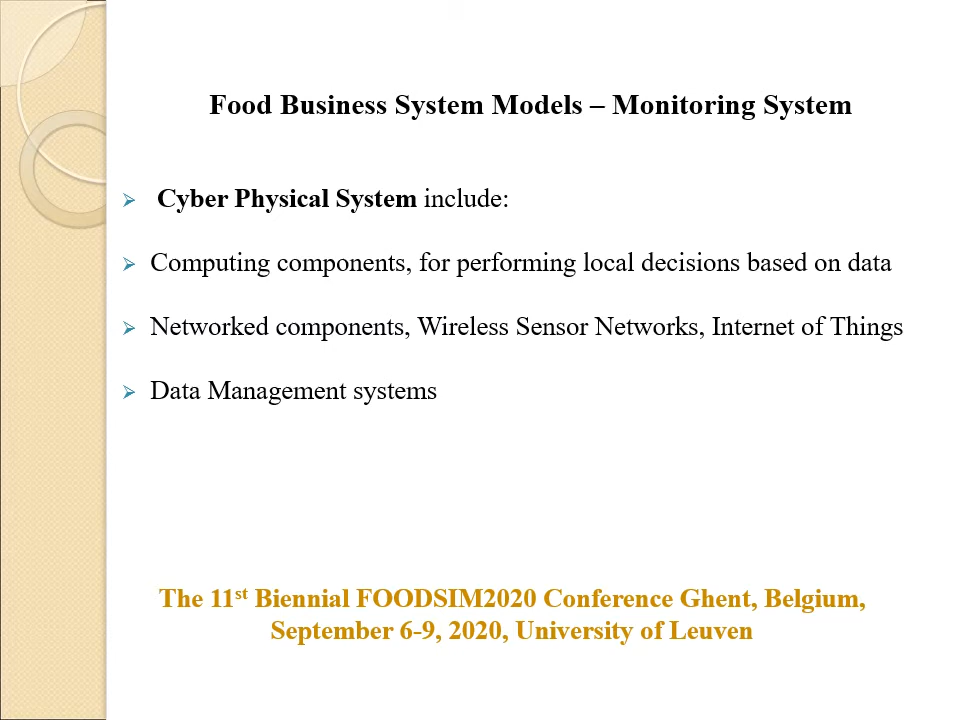 Food Business System Models – Monitoring System
➢ Cyber Physical System include:
➢ Computing components, for performing local decisions based on data
➢ Networked components, Wireless Sensor Networks, Internet of Things
➢ Data Management systems
The 11st Biennial FOODSIM2020 Conference Ghent, Belgium,
September 6-9, 2020, University of Leuven